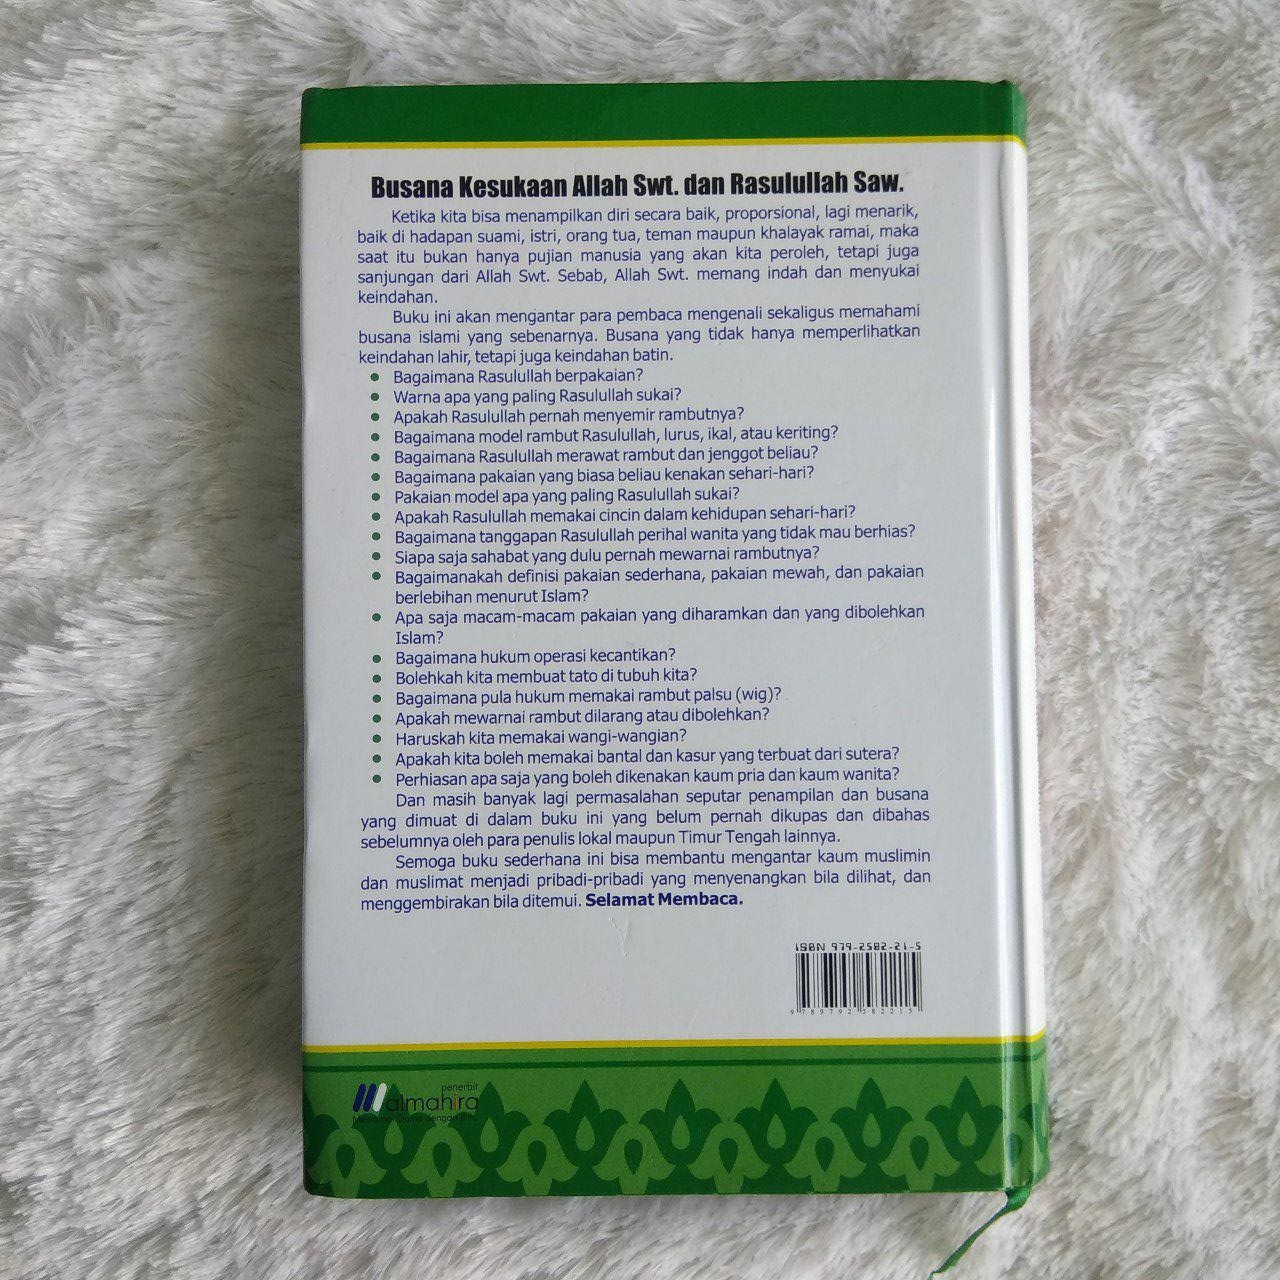 Busana Kesukaan Allah Swt. dan Rasulullah Saw.
Ketika kita bisa menampilkan diri secara baik, proporsional, lagi menarik,
baik di hadapan suami, istri, orang tua, teman maupun khalayak ramai, maka
saat itu bukan hanya pujian manusia yang akan kita peroleh, tetapi juga
sanjungan dari Allah Swt. Sebab, Allah Swt. memang indah dan menyukai
keindahan.
Buku ini akan mengantar para pembaca mengenali sekaligus memahami
busana islami yang sebenarnya. Busana yang tidak hanya memperlihatkan
keindahan lahir, tetapi juga keindahan batin.
• Bagaimana Rasulullah berpakaian?
• Warna apa yang paling Rasulullah sukai?
• Apakah Rasulullah pernah menyemir rambutnya?
• Bagaimana model rambut Rasulullah, lurus, ikal, atau keriting?
• Bagaimana Rasulullah merawat rambut dan jenggot beliau?
• Bagaimana pakaian yang biasa beliau kenakan sehari-hari?
• Pakaian model apa yang paling Rasulullah sukai?
• Apakah Rasulullah memakai cincin dalam kehidupan sehari-hari?
• Bagaimana tanggapan Rasulullah perihal wanita yang tidak mau berhias?
• Siapa saja sahabat yang dulu pernah mewarnai rambutnya?
• Bagaimanakah definisi pakaian sederhana, pakaian mewah, dan pakaian
berlebihan menurut Islam?
• Apa saja macam-macam pakaian yang diharamkan dan yang dibolehkan
Islam?
• Bagaimana hukum operasi kecantikan?
• Bolehkah kita membuat tato di tubuh kita?
• Bagaimana pula hukum memakai rambut palsu (wig)?
• Apakah mewarnai rambut dilarang atau dibolehkan?
• Haruskah kita memakai wangi-wangian?
• Apakah kita boleh memakai bantal dan kasur yang terbuat dari sutera?
• Perhiasan apa saja yang boleh dikenakan kaum pria dan kaum wanita?
Dan masih banyak lagi permasalahan seputar penampilan dan busana
yang dimuat di dalam buku ini yang belum pernah dikupas dan dibahas
sebelumnya oleh para penulis lokal maupun Timur Tengah lainnya.
Semoga buku sederhana ini bisa membantu mengantar kaum muslimin
dan muslimat menjadi pribadi-pribadi yang menyenangkan bila dilihat, dan
menggembirakan bila ditemui. Selamat Membaca.
ISBN 979-2582-21-5
9 789792 582215
penerbit
almahira